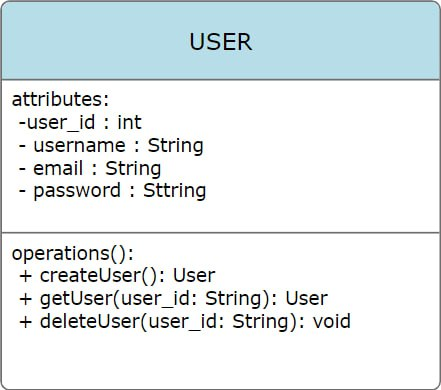 USER
attributes:
-user_id : int
- username : String
- email : String
- password : Sttring
operations():
+ createUser(): User
+ getUser(user_id: String): User
+ deleteUser(user_id: String): void